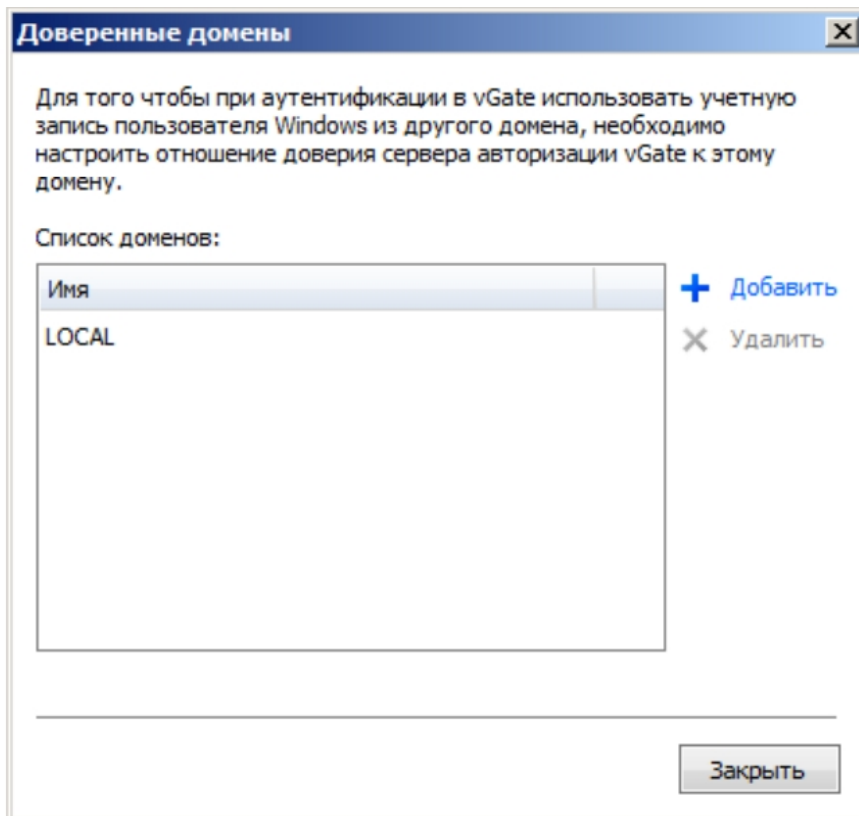 Доверенные домены
Для того чтобы при аутентификации в vGate использовать учетную
запись пользователя Windows из другого домена, необходимо
настроить отношение доверия сервера авторизации vGate к этому
домену.
Список доменов:
Имя
Добавить
LOCAL
Удалить
Закрыть